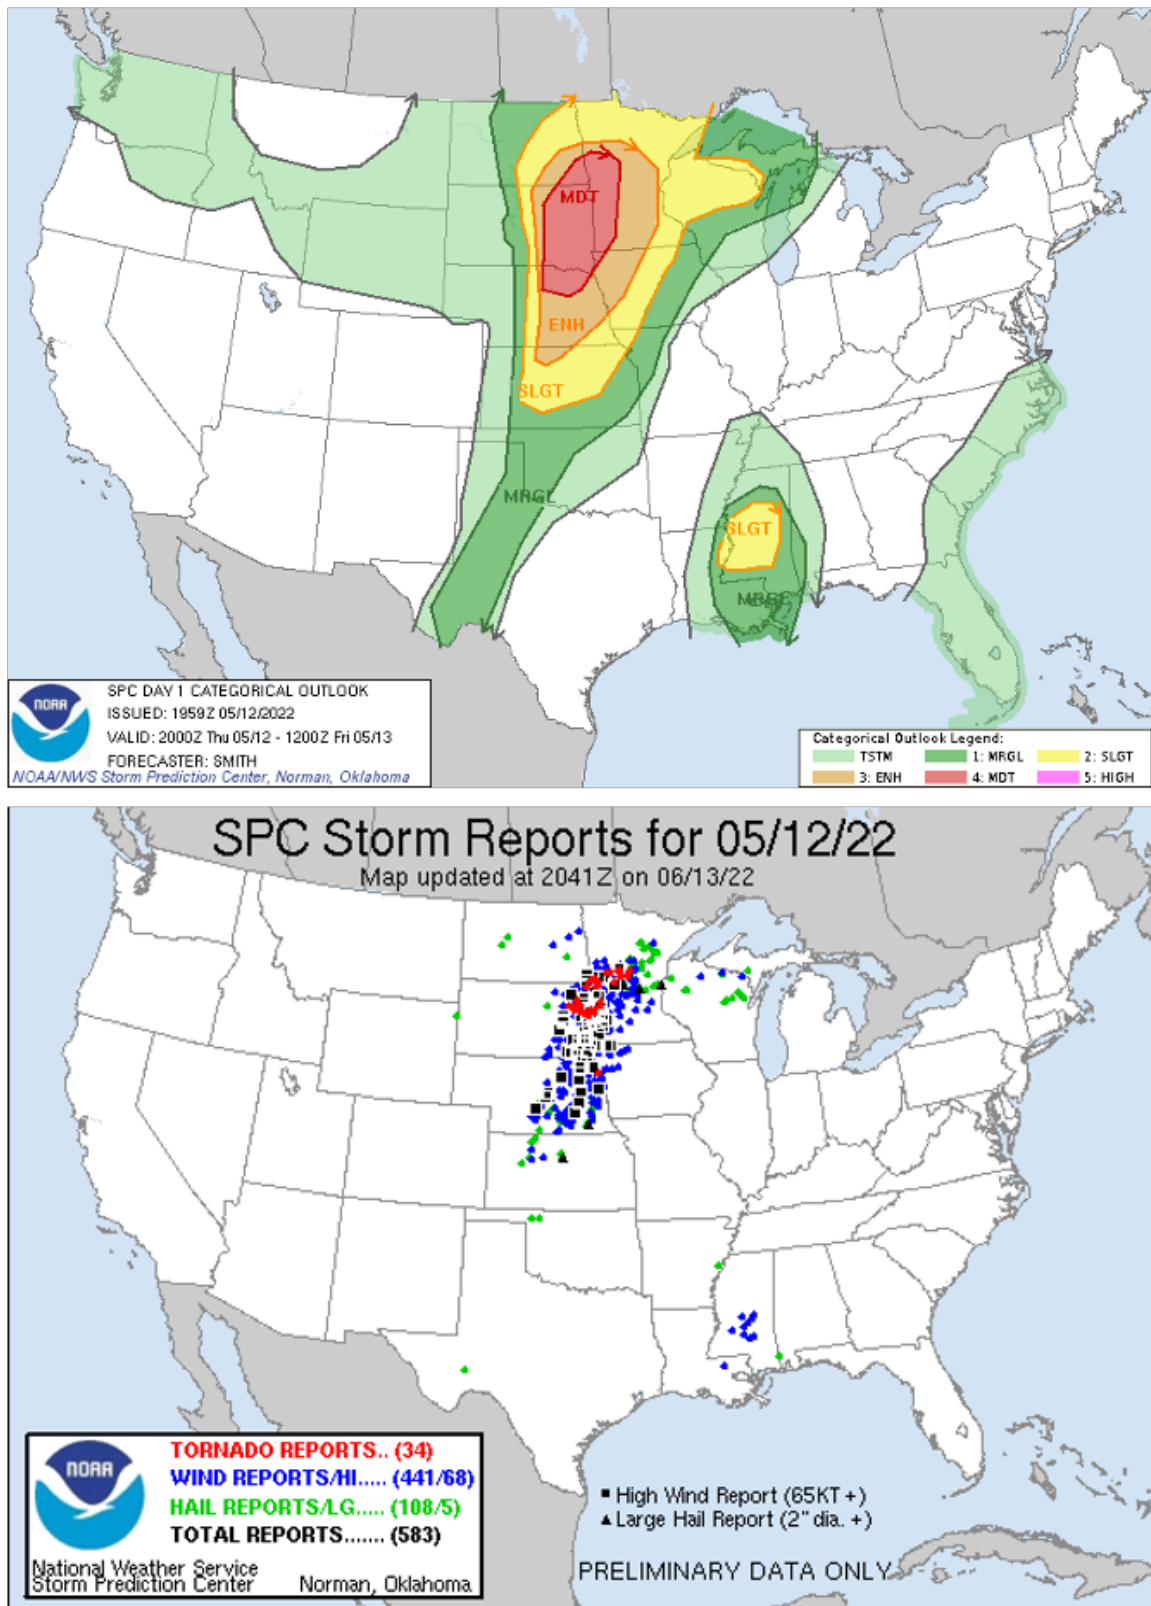 MDT
ENH
SLGT
MRGL
SLGT
MRGL
NOAA
SPC DAY 1 CATEGORICAL OUTLOOK
ISSUED: 1959Z 05/12/2022
VALID: 2000Z Thu 05/12 - 1200Z Fri 05/13
FORECASTER: SMITH
NOAA/NWS Storm Prediction Center, Norman, Oklahoma
Categorical Outlook Legend:
TSTM 1: MRGL 2: SLGT
3: ENH 4: MDT 5: HIGH
SPC Storm Reports for 05/12/22
Map updated at 2041Z on 06/13/22
NOAA
TORNADO REPORTS.. (34)
WIND REPORTS/HI..... (441/68)
HAIL REPORTS/LG..... (108/5)
TOTAL REPORTS....... (583)
National Weather Service
Storm Prediction Center Norman, Oklahoma
High Wind Report (65KT +)
Large Hail Report (2" dia. +)
PRELIMINARY DATA ONLY